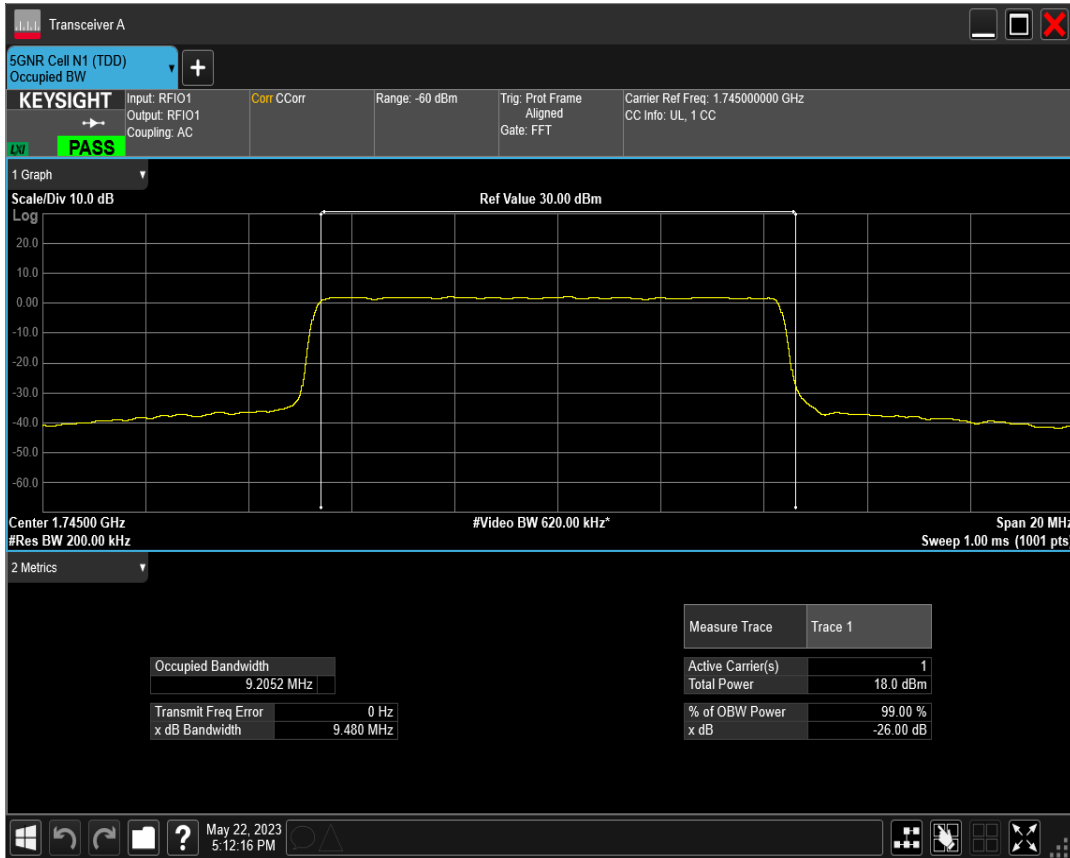 Transceiver A
5GNR Cell N1 (TDD)
Occupied BW
+
KEYSIGHT
LXI
PASS
Input: RFIO1
Output: RFIO1
Coupling: AC
Corr CCorr
Range: -60 dBm
Trig: Prot Frame
Aligned
Gate: FFT
Carrier Ref Freq: 1.745000000 GHz
CC Info: UL, 1 CC
1 Graph
Scale/Div 10.0 dB
Ref Value 30.00 dBm
Log
20.0
10.0
0.00
-10.0
-20.0
-30.0
-40.0
-50.0
-60.0
Center 1.74500 GHz
#Video BW 620.00 kHz*
Span 20 MHz
#Res BW 200.00 kHz
Sweep 1.00 ms (1001 pts)
2 Metrics
Measure Trace Trace 1
Occupied Bandwidth
9.2052 MHz
Active Carrier(s) 1
Total Power 18.0 dBm
Transmit Freq Error 0 Hz
x dB Bandwidth 9.480 MHz
% of OBW Power 99.00 %
x dB -26.00 dB
?
May 22, 2023
5:12:16 PM